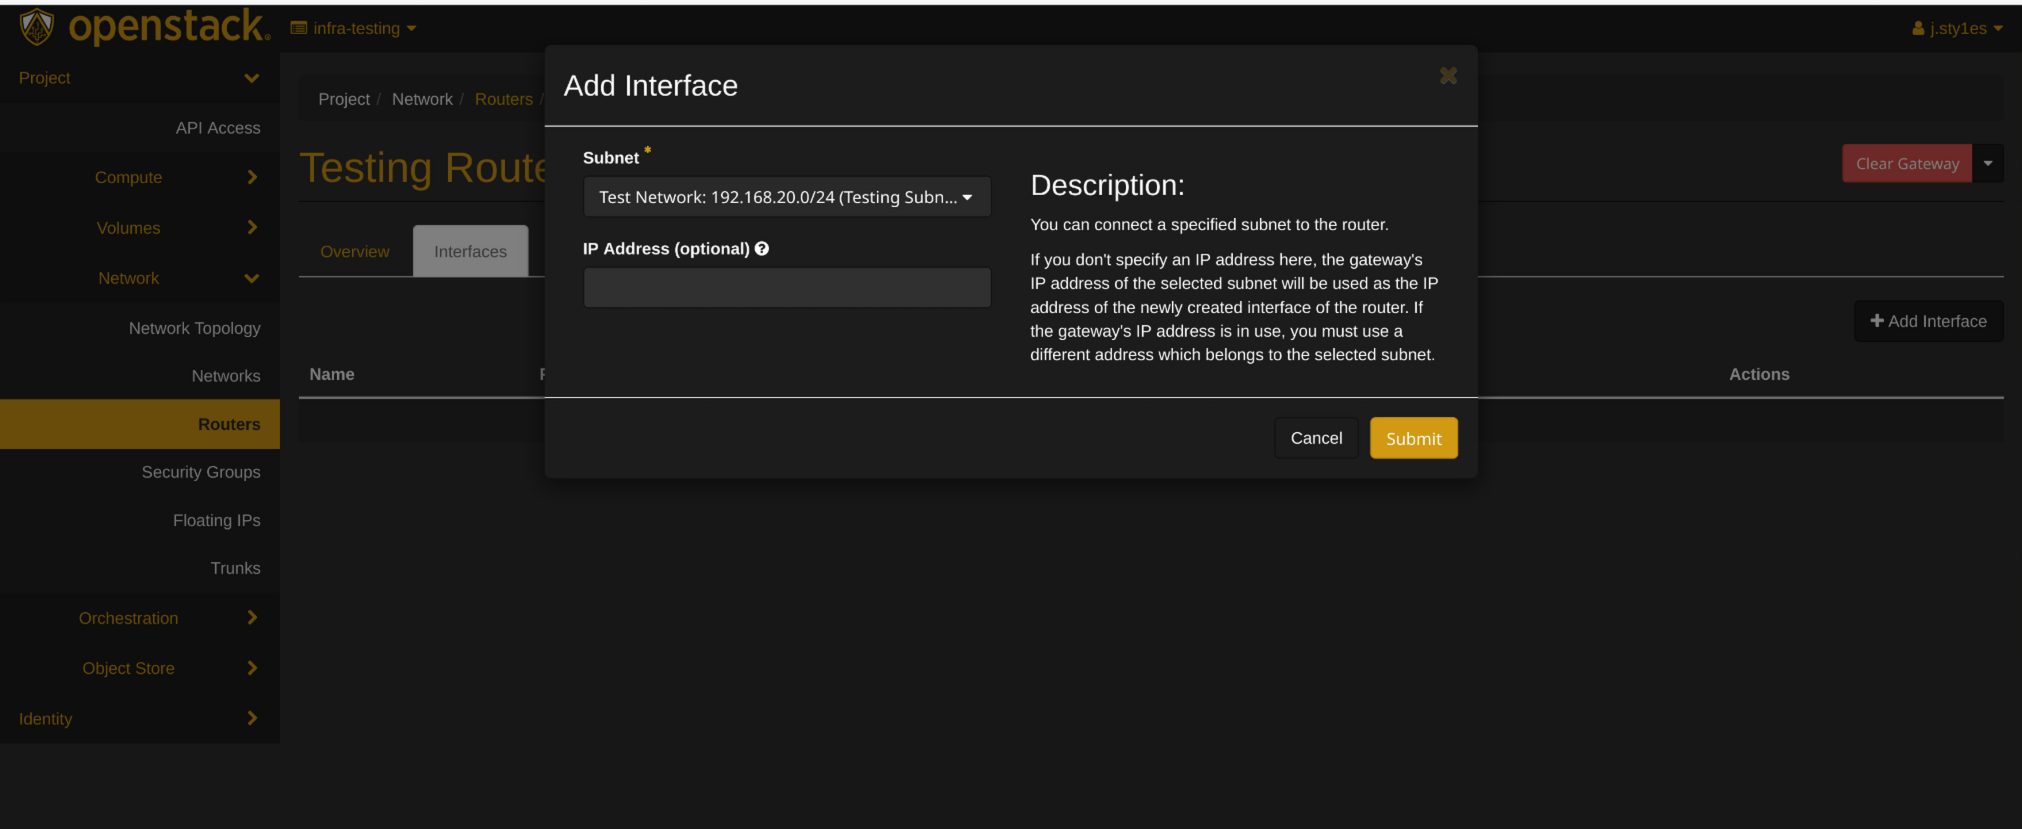 openstack.
infra-testing
j.sty1es
Project
API Access
Compute
Volumes
Network
Network Topology
Networks
Routers
Security Groups
Floating IPs
Trunks
Orchestration
Object Store
Identity
Project / Network / Routers /
Testing Route
Clear Gateway
Overview
Interfaces
Add Interface
Name
Actions
Add Interface
Subnet *
Test Network: 192.168.20.0/24 (Testing Subn...
IP Address (optional)
Description:
You can connect a specified subnet to the router.
If you don't specify an IP address here, the gateway's
IP address of the selected subnet will be used as the IP
address of the newly created interface of the router. If
the gateway's IP address is in use, you must use a
different address which belongs to the selected subnet.
Cancel
Submit